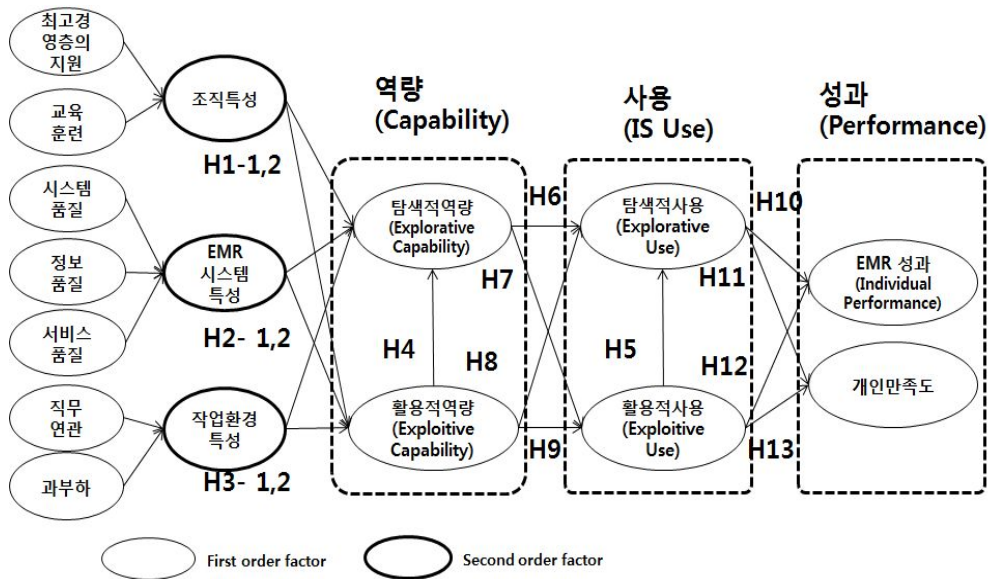 최고경
영층의
지원
교육
훈련
시스템
품질
정보
품질
서비스
품질
직무
연관
과부하
조직특성
H1-1,2
EMR
시스템
특성
H2- 1,2
작업환경
특성
H3- 1,2
역량
(Capability)
탐색적역량
(Explorative
Capability)
H4
활용적역량
(Exploitive
Capability)
H6
H7
H8
H9
사용
(IS Use)
탐색적사용
(Explorative
Use)
H5
활용적사용
(Exploitive
Use)
H10
H11
H12
H13
성과
(Performance)
EMR 성과
(Individual
Performance)
개인만족도
First order factor
Second order factor